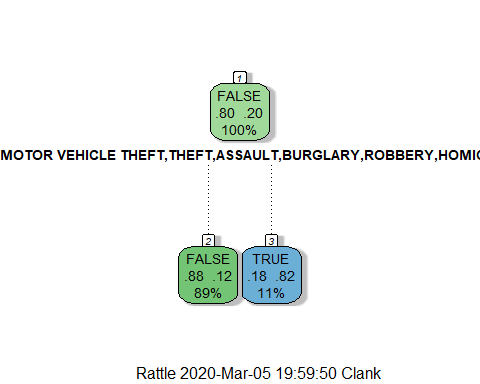 1
FALSE
.80 .20
100%
MOTOR VEHICLE THEFT,THEFT,ASSAULT,BURGLARY,ROBBERY,
2
FALSE
.88 .12
89%
3
TRUE
.18 .82
11%
Rattle 2020-Mar-05 19:59:50 Clank